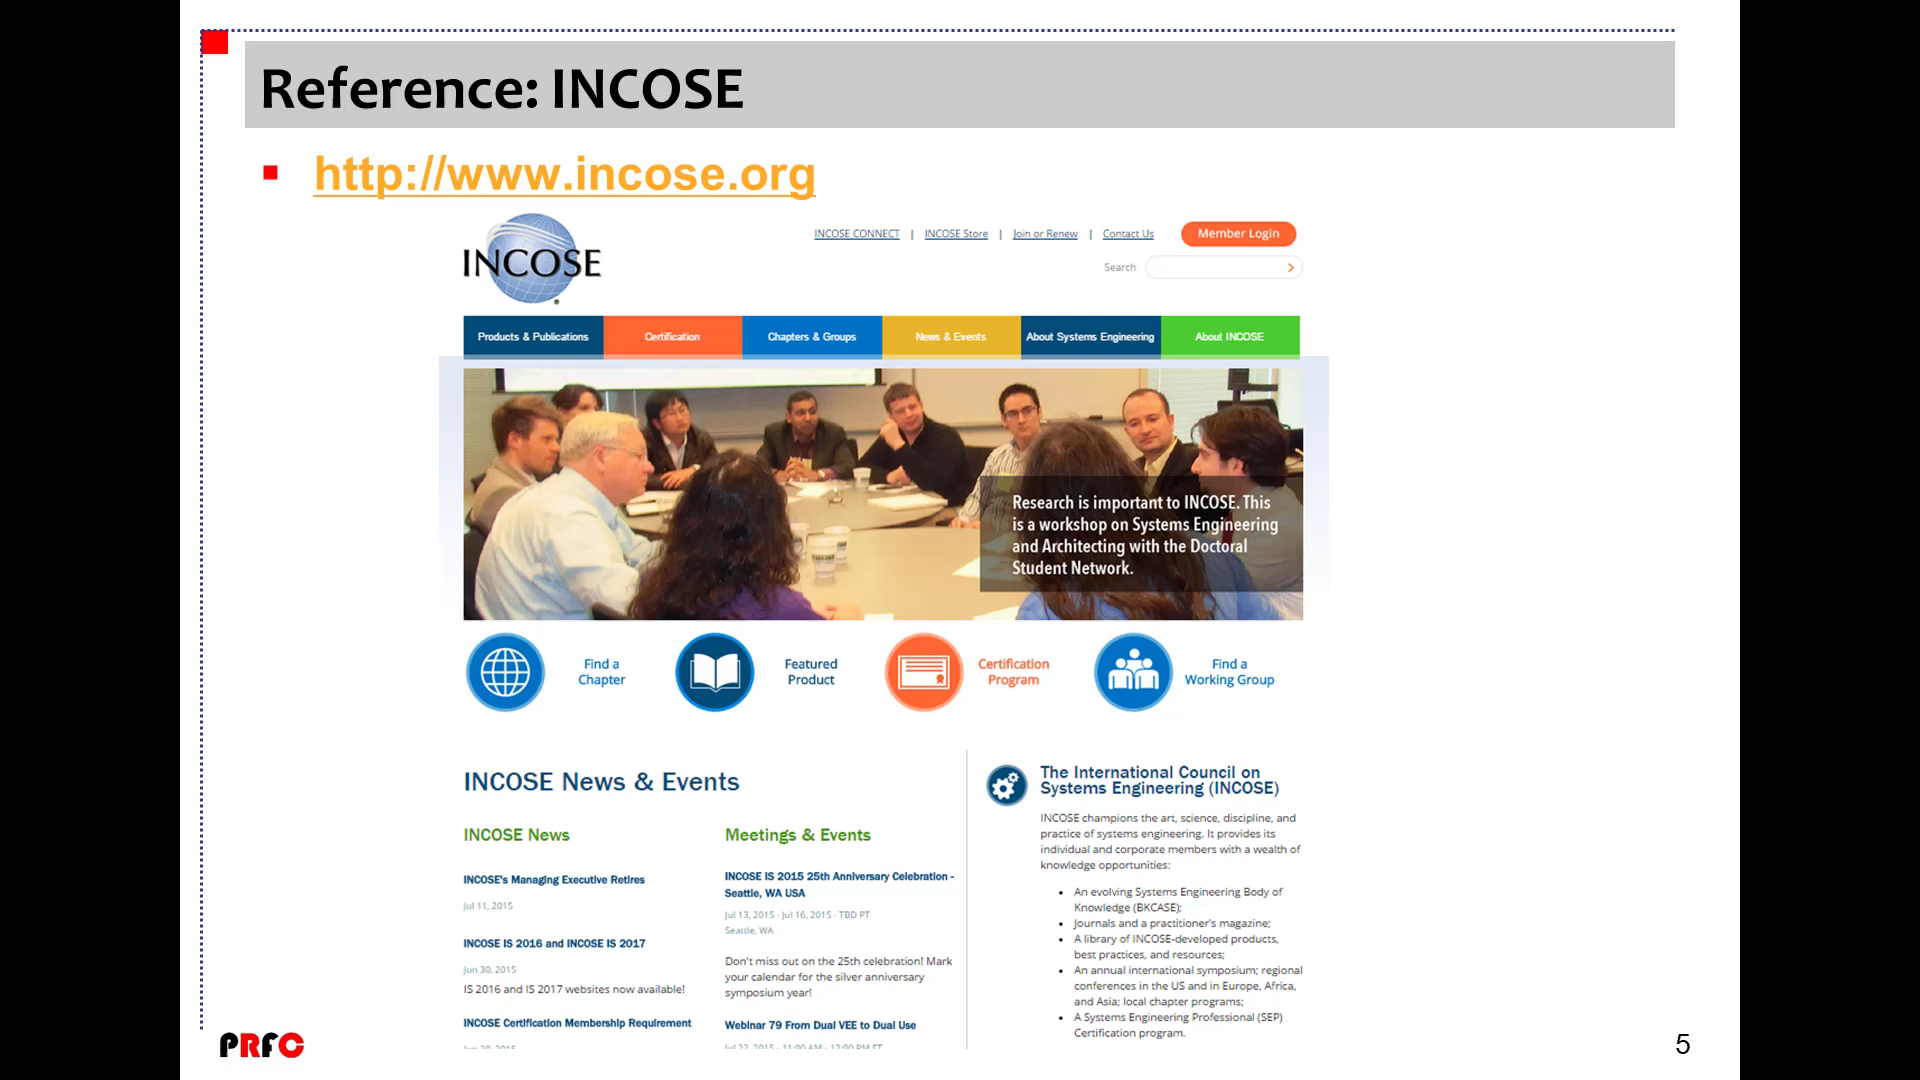 Reference: INCOSE
http://www.incose.org
INCOSE
INCOSE CONNECT | INCOSE Store | Join or Renew | Contact Us
Member Login
Search
Products & Publications
Certification
Chapters & Groups
News & Events
About Systems Engineering
About INCOSE
Research is important to INCOSE. This
is a workshop on Systems Engineering
and Architecting with the Doctoral
Student Network.
Find a
Chapter
Featured
Product
Certification
Program
Find a
Working Group
INCOSE News & Events
INCOSE News
INCOSE's Managing Executive Retires
Jul 11, 2015
INCOSE IS 2016 and INCOSE IS 2017
Jun 30, 2015
IS 2016 and IS 2017 websites now available!
INCOSE Certification Membership Requirement
Meetings & Events
INCOSE IS 2015 25th Anniversary Celebration -
Seattle, WA USA
Jul 13, 2015 - Jul 16, 2015 - TBD PT
Seattle, WA
Don't miss out on the 25th celebration! Mark
your calendar for the silver anniversary
symposium year!
Webinar 79 From Dual VEE to Dual Use
Jul 22, 2015 - 11:00 AM - 12:00 PM ET
The International Council on
Systems Engineering (INCOSE)
INCOSE champions the art, science, discipline, and
practice of systems engineering. It provides its
individual and corporate members with a wealth of
knowledge opportunities:
• An evolving Systems Engineering Body of
Knowledge (BKCASE);
• Journals and a practitioner's magazine;
• A library of INCOSE-developed products,
best practices, and resources;
• An annual international symposium; regional
conferences in the US and in Europe, Africa,
and Asia; local chapter programs;
• A Systems Engineering Professional (SEP)
Certification program.
PRFC
5